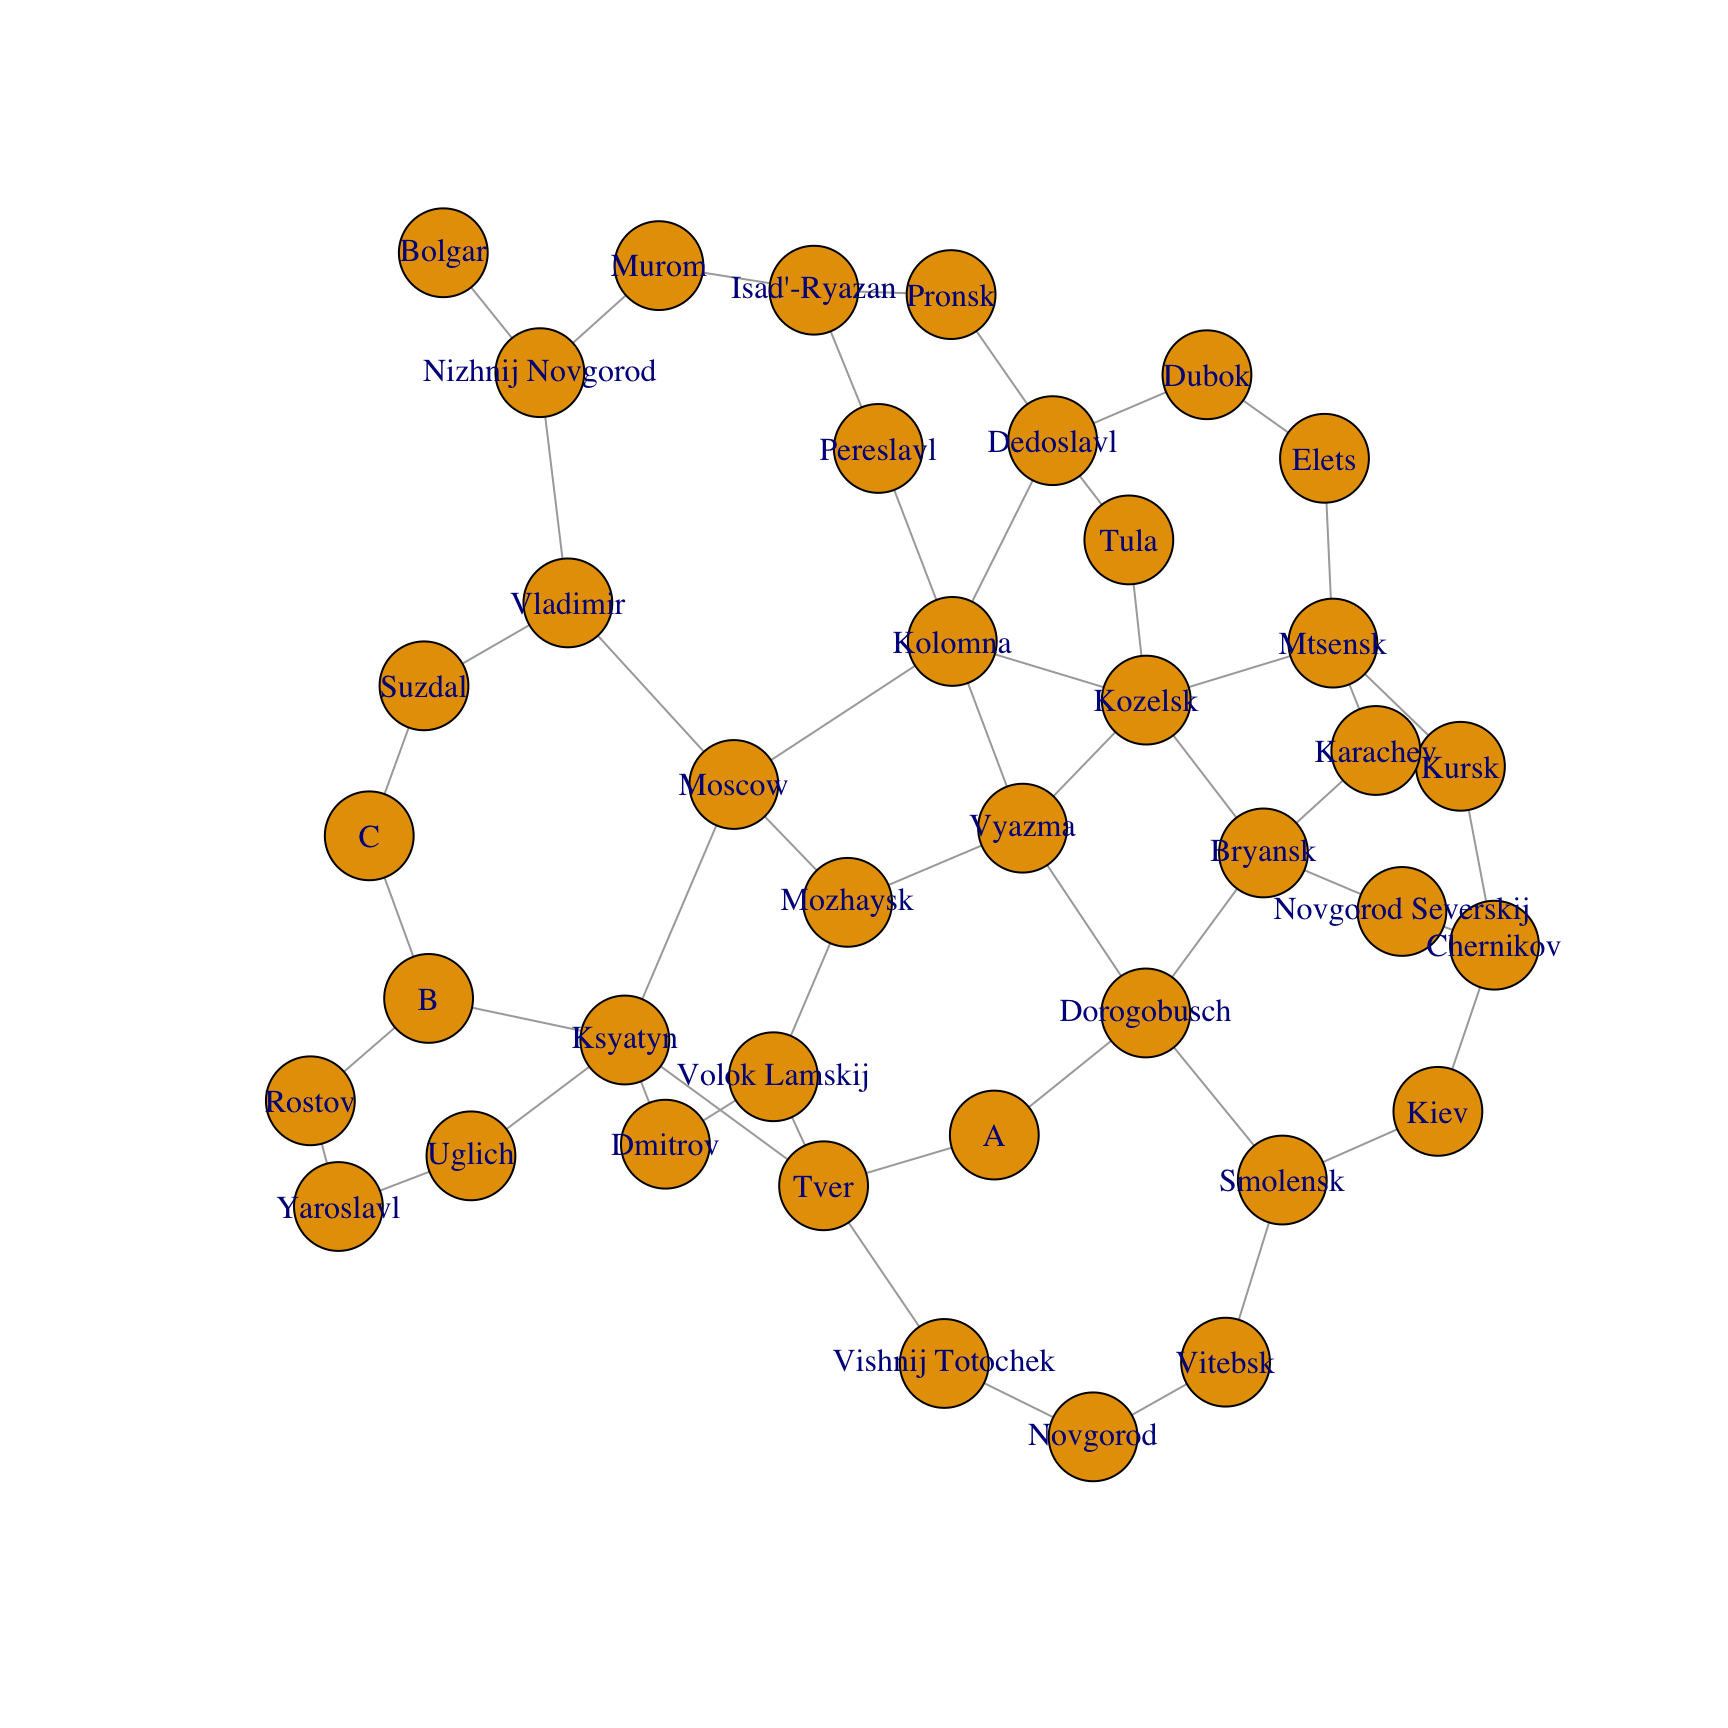 Bolgar
Murom
Isad'-Ryazan
Pronsk
Nizhnij Novgorod
Dubok
Pereslavl
Dedoslavl
Elets
Tula
Vladimir
Kolomna
Mtsensk
Suzdal
Kozelsk
Karachev
Kursk
Moscow
C
Vyazma
Bryansk
Mozhaysk
Novgorod Severskij
Chernikov
B
Ksyatyn
Dorogobusch
Volok Lamskij
Rostov
Kiev
Uglich
Dmitrov
A
Tver
Smolensk
Yaroslavl
Vishnij Totochek
Vitebsk
Novgorod